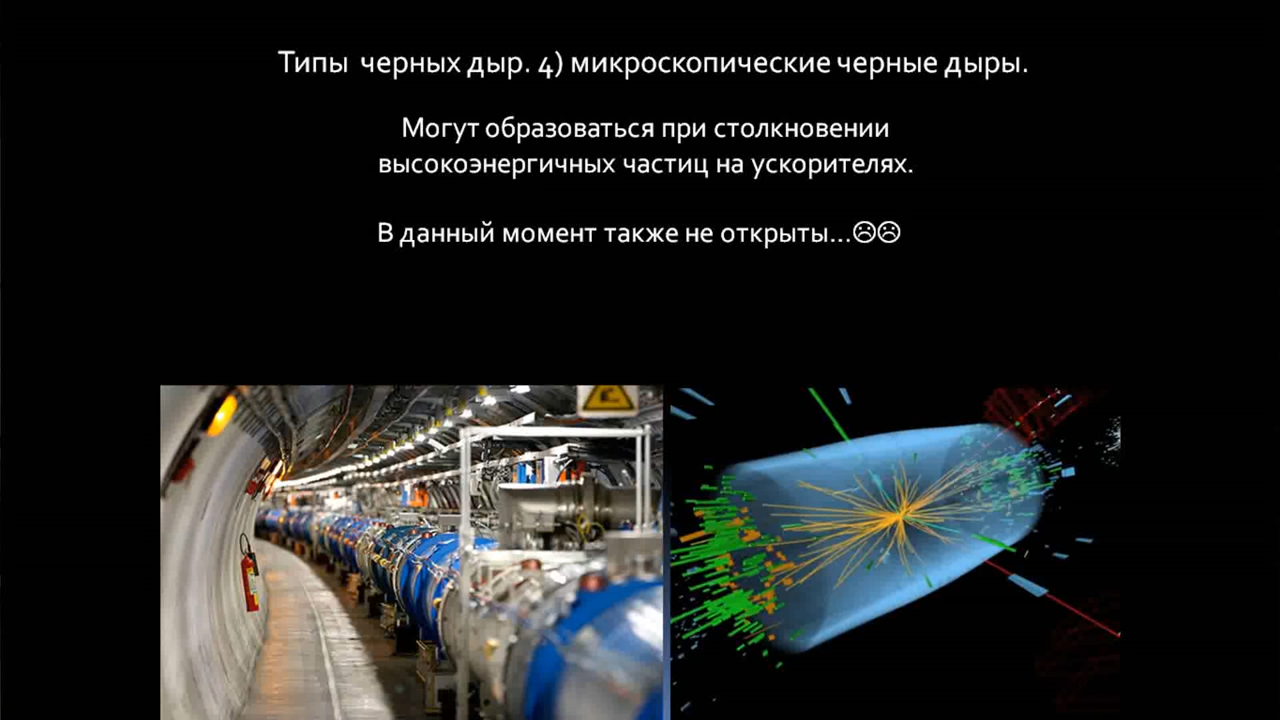 Типы черных дыр. 4) микроскопические черные дыры.
Могут образоваться при столкновении
высокоэнергичных частиц на ускорителях.
В данный момент также не открыты...☹☹